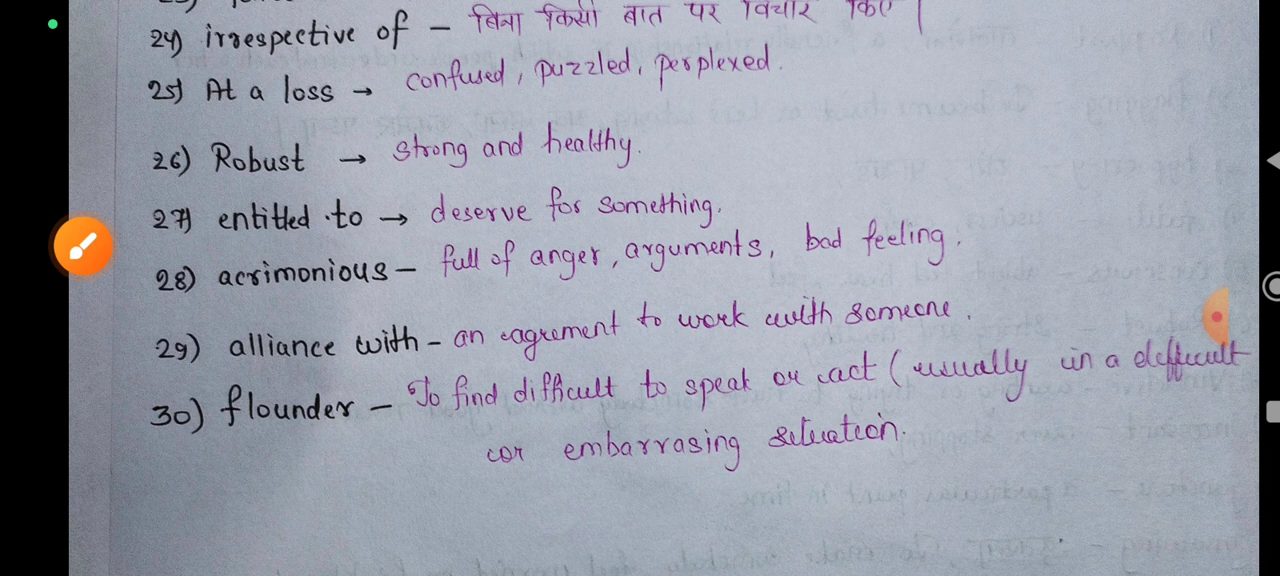 24) irrespective of - बिना किसी बात पर विचार किए |
25) At a loss → confused, puzzled, perplexed.
26) Robust → strong and healthy.
27) entitled to → deserve for something.
28) acrimonious - full of anger, arguments, bad feeling.
29) alliance with - an agrement to work with someone.
30) flounder - To find difficult to speak or act (usually in a difficult
or embarrasing situation.